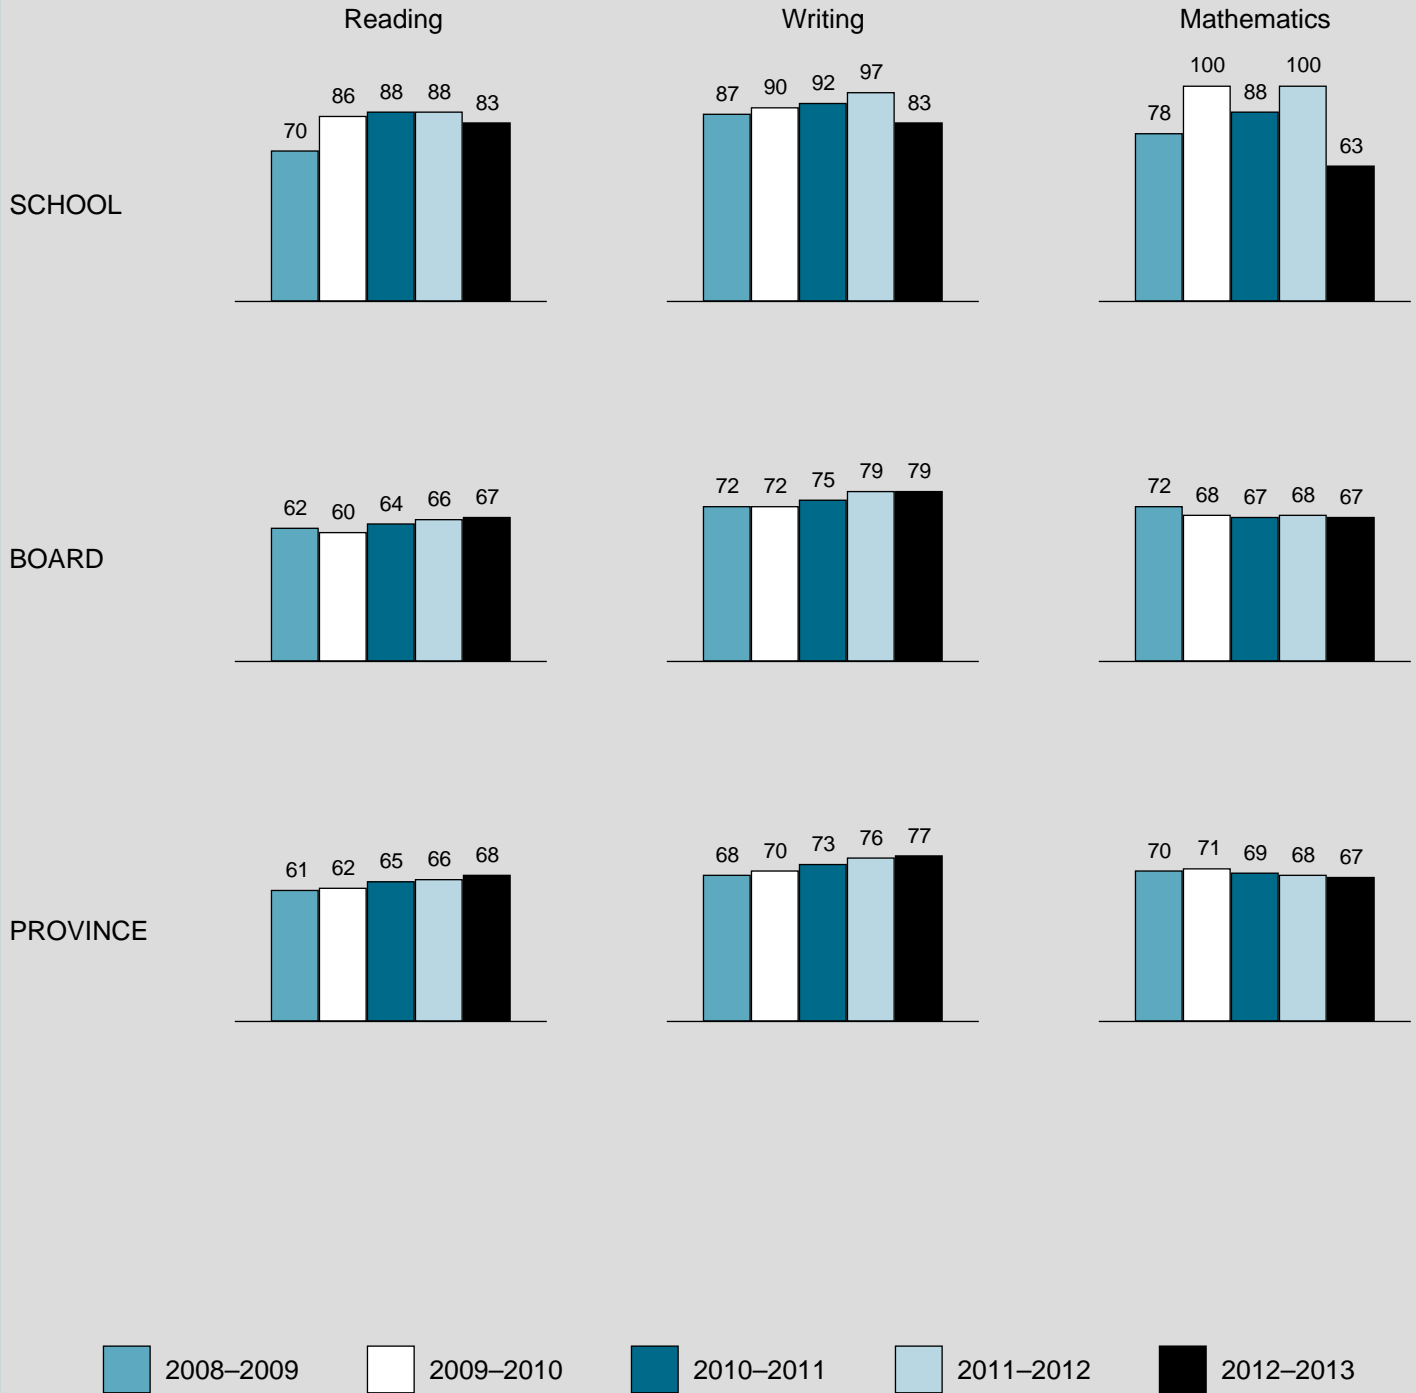 Reading Writing Mathematics
70 86 88 88 83 87 90 92 97 83 78 100 88 100 63
SCHOOL
62 60 64 66 67 72 72 75 79 79 72 68 67 68 67
BOARD
61 62 65 66 68 68 70 73 76 77 70 71 69 68 67
PROVINCE
2008–2009 2009–2010 2010–2011 2011–2012 2012–2013